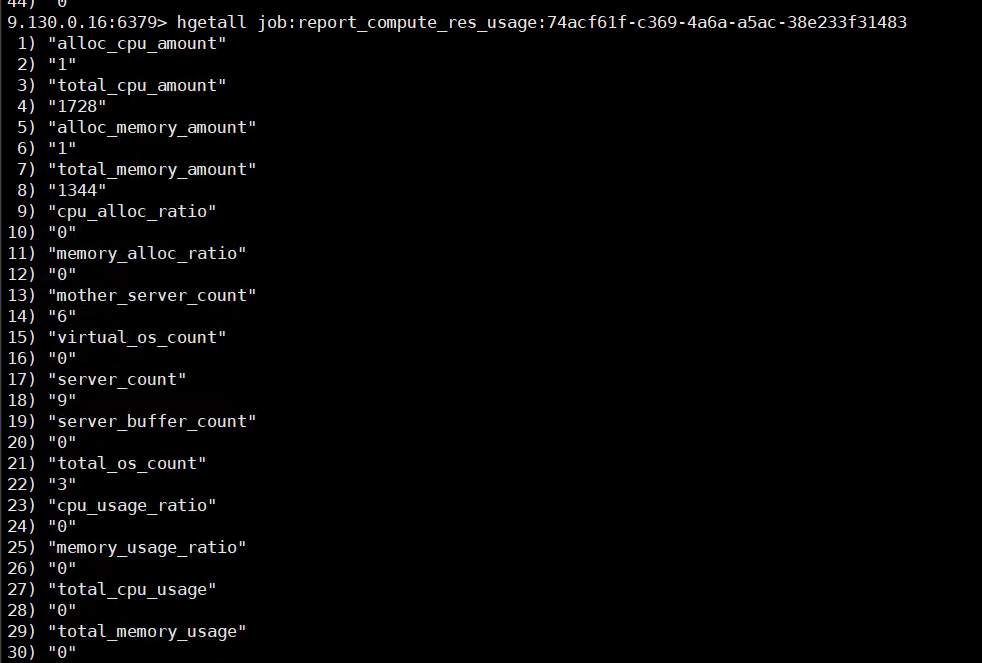 44) "0
9.130.0.16:6379> hgetall job:report_compute_res_usage:74acf61f-c369-4a6a-a5ac-38e233f31483
1) "alloc_cpu_amount"
2) "1"
3) "total_cpu_amount"
4) "1728"
5) "alloc_memory_amount"
6) "1"
7) "total_memory_amount"
8) "1344"
9) "cpu_alloc_ratio"
10) "0"
11) "memory_alloc_ratio"
12) "0"
13) "mother_server_count"
14) "6"
15) "virtual_os_count"
16) "0"
17) "server_count"
18) "9"
19) "server_buffer_count"
20) "0"
21) "total_os_count"
22) "3"
23) "cpu_usage_ratio"
24) "0"
25) "memory_usage_ratio"
26) "0"
27) "total_cpu_usage"
28) "0"
29) "total_memory_usage"
30) "0"